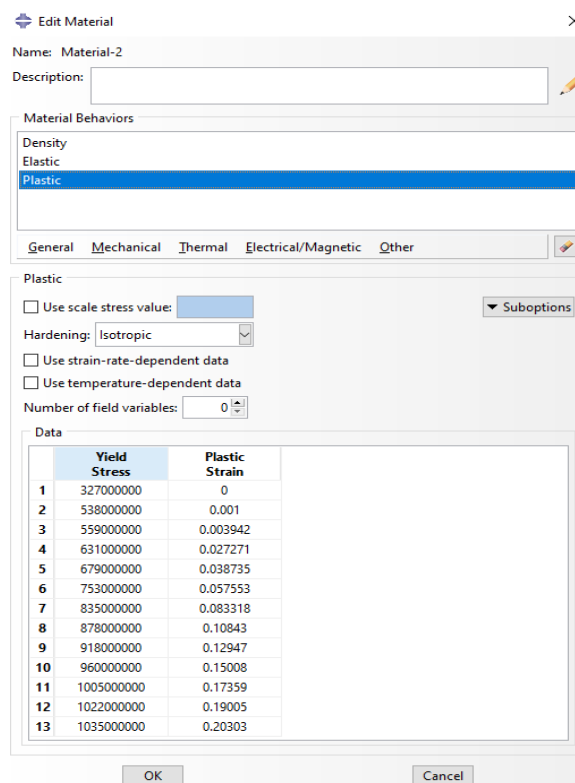 Edit Material
Name: Material-2
Description:
Material Behaviors
Density
Elastic
Plastic
General Mechanical Thermal Electrical/Magnetic Other
Plastic
Use scale stress value:
Suboptions
Hardening: Isotropic
Use strain-rate-dependent data
Use temperature-dependent data
Number of field variables: 0
Data
Yield Stress Plastic Strain
1 327000000 0
2 538000000 0.001
3 559000000 0.003942
4 631000000 0.027271
5 679000000 0.038735
6 753000000 0.057553
7 835000000 0.083318
8 878000000 0.10843
9 918000000 0.12947
10 960000000 0.15008
11 1005000000 0.17359
12 1022000000 0.19005
13 1035000000 0.20303
OK Cancel